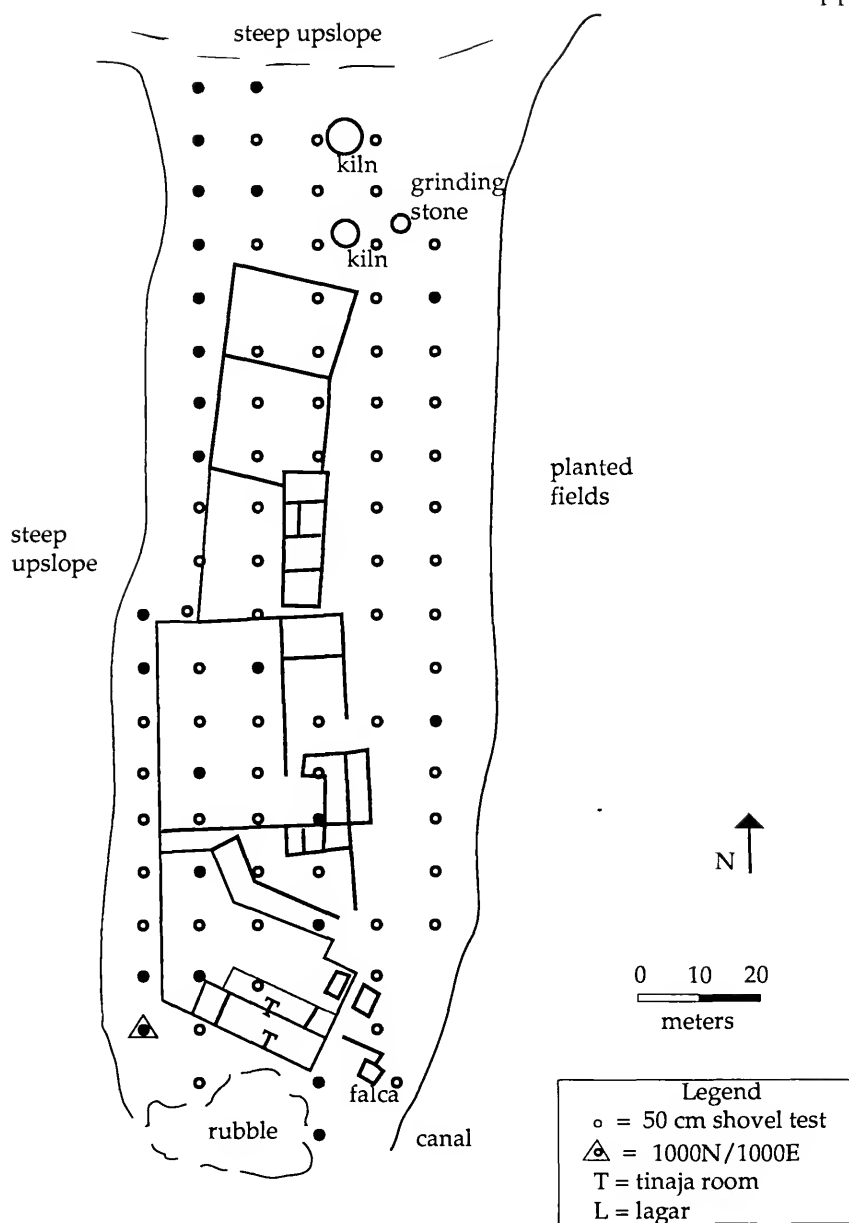 steep upslope
kiln
grinding
stone
kiln
planted
fields
steep
upslope
N
0 10 20
meters
T
T
falca
rubble
canal
Legend
o = 50 cm shovel test
= 1000N/1000E
T = tinaja room
L = lagar